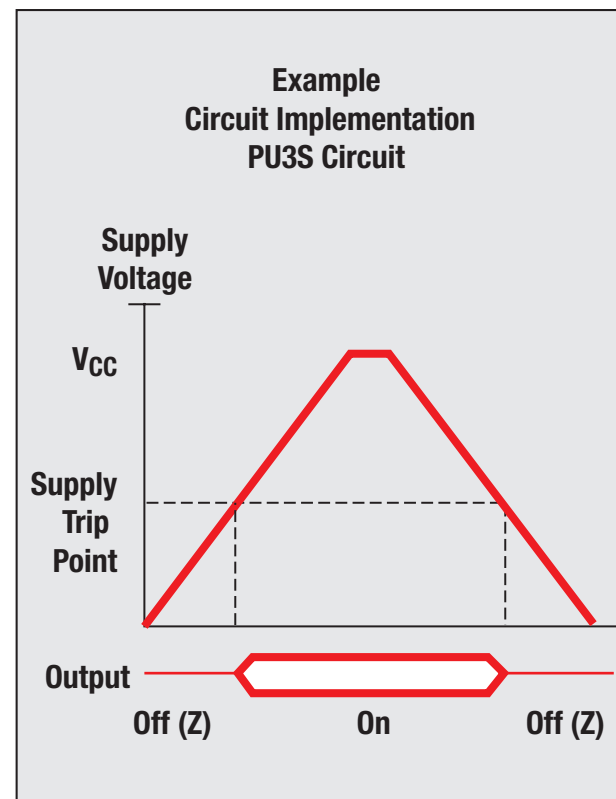 Example
Circuit Implementation
PU3S Circuit
Supply
Voltage
VCC
Supply
Trip
Point
Output
Off (Z) On Off (Z)